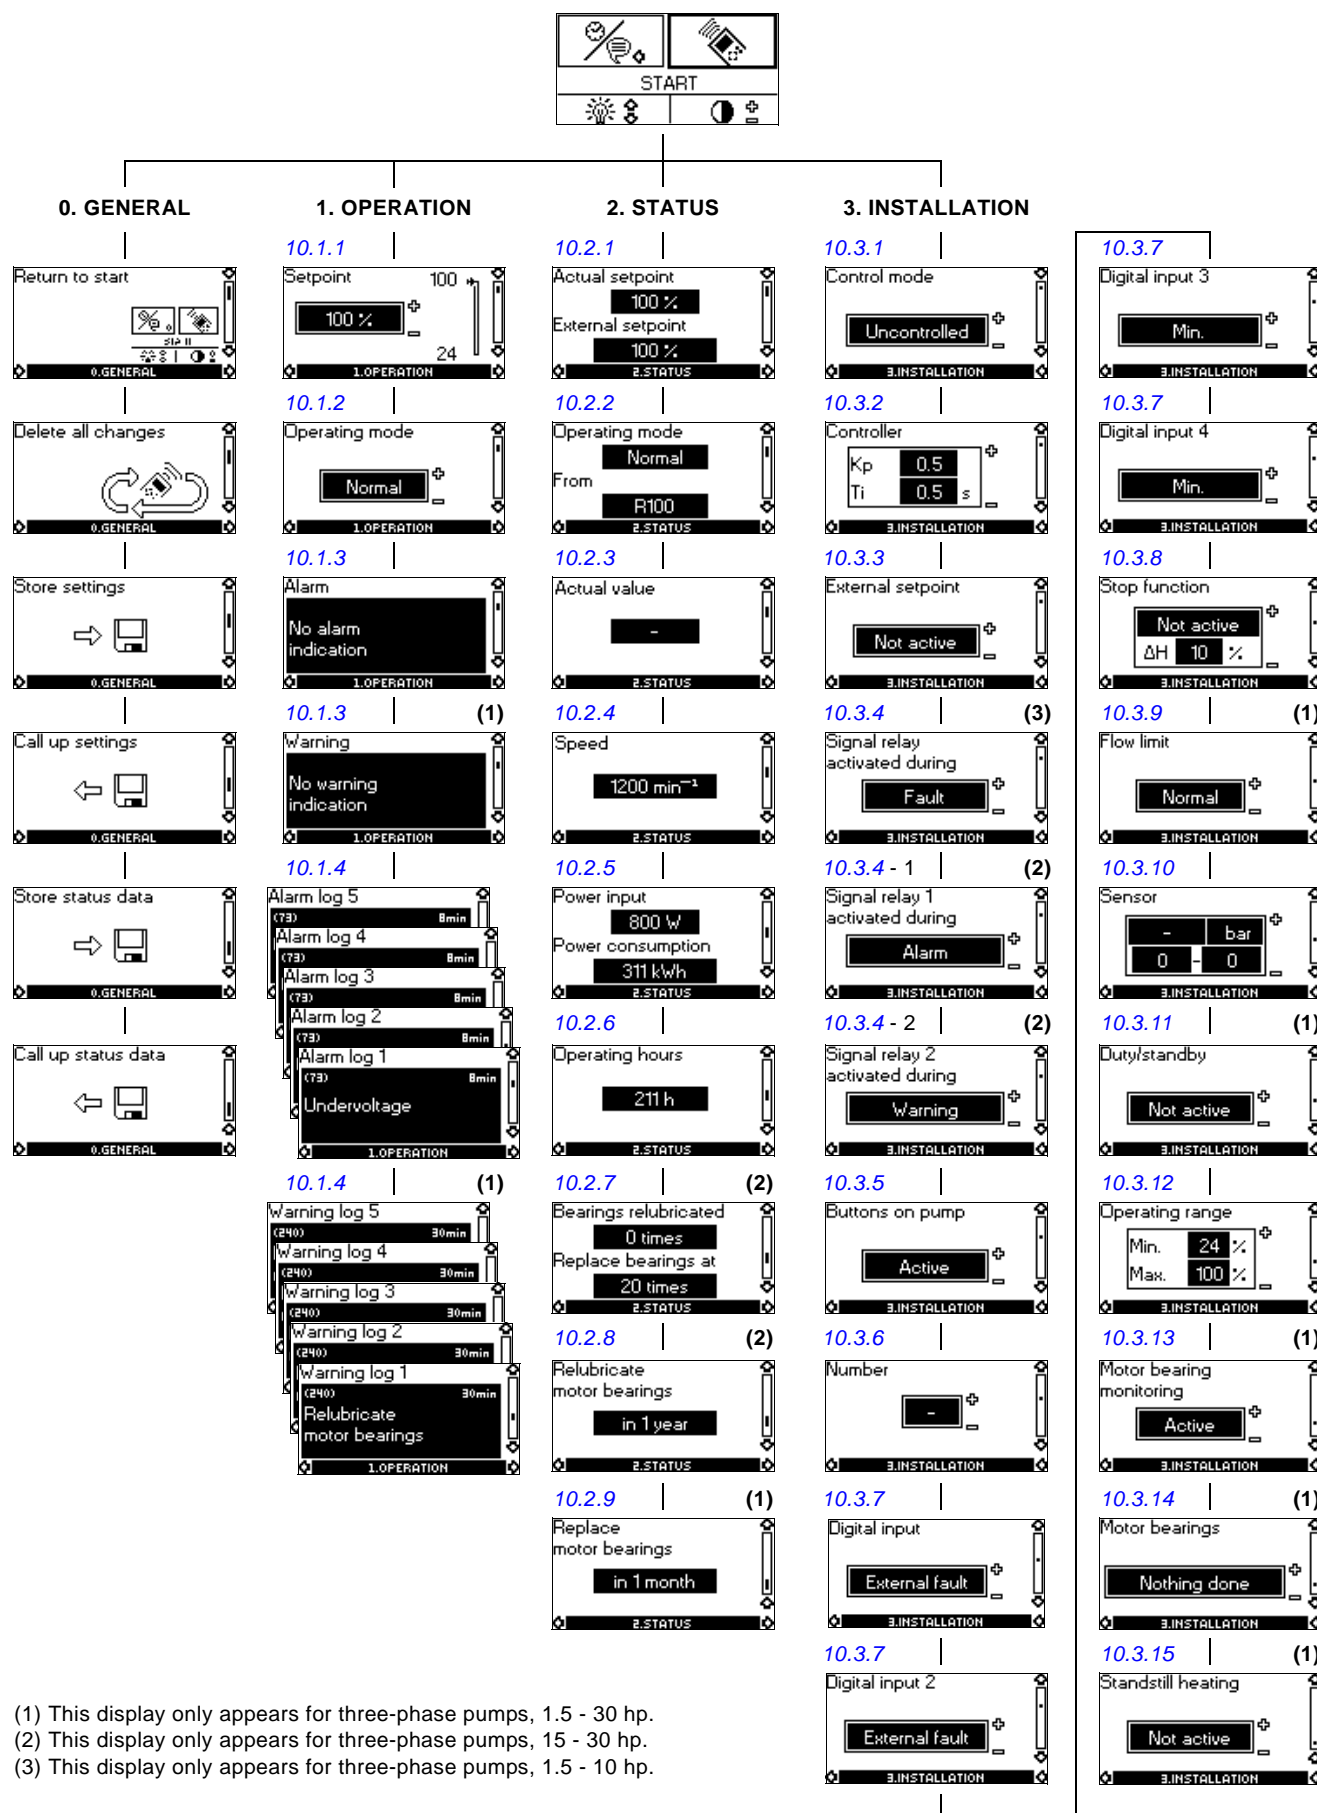 START
0. GENERAL
Return to start
START
0.GENERAL
Delete all changes
0.GENERAL
Store settings
0.GENERAL
Call up settings
0.GENERAL
Store status data
0.GENERAL
Call up status data
0.GENERAL
1. OPERATION
10.1.1
Setpoint
100
100 %
24
1.OPERATION
10.1.2
Operating mode
Normal
1.OPERATION
10.1.3
Alarm
No alarm
indication
1.OPERATION
10.1.3 (1)
Warning
No warning
indication
1.OPERATION
10.1.4
Alarm log 5
(73) 8min
Alarm log 4
(73) 8min
Alarm log 3
(73) 8min
Alarm log 2
(73) 8min
Alarm log 1
(73) 8min
Undervoltage
1.OPERATION
10.1.4 (1)
Warning log 5
(240) 30min
Warning log 4
(240) 30min
Warning log 3
(240) 30min
Warning log 2
(240) 30min
Warning log 1
(240) 30min
Relubricate
motor bearings
1.OPERATION
2. STATUS
10.2.1
Actual setpoint
100 %
External setpoint
100 %
2.STATUS
10.2.2
Operating mode
Normal
From
R100
2.STATUS
10.2.3
Actual value
-
2.STATUS
10.2.4
Speed
1200 min⁻¹
2.STATUS
10.2.5
Power input
800 W
Power consumption
311 kWh
2.STATUS
10.2.6
Operating hours
211 h
2.STATUS
10.2.7 (2)
Bearings relubricated
0 times
Replace bearings at
20 times
2.STATUS
10.2.8 (2)
Relubricate
motor bearings
in 1 year
2.STATUS
10.2.9 (1)
Replace
motor bearings
in 1 month
2.STATUS
3. INSTALLATION
10.3.1
Control mode
Uncontrolled
3.INSTALLATION
10.3.2
Controller
Kp 0.5
Ti 0.5 s
3.INSTALLATION
10.3.3
External setpoint
Not active
3.INSTALLATION
10.3.4 (3)
Signal relay
activated during
Fault
3.INSTALLATION
10.3.4 - 1 (2)
Signal relay 1
activated during
Alarm
3.INSTALLATION
10.3.4 - 2 (2)
Signal relay 2
activated during
Warning
3.INSTALLATION
10.3.5
Buttons on pump
Active
3.INSTALLATION
10.3.6
Number
-
3.INSTALLATION
10.3.7
Digital input
External fault
3.INSTALLATION
10.3.7
Digital input 2
External fault
3.INSTALLATION
10.3.7
Digital input 3
Min.
3.INSTALLATION
10.3.7
Digital input 4
Min.
3.INSTALLATION
10.3.8
Stop function
Not active
ΔH 10 %
3.INSTALLATION
10.3.9 (1)
Flow limit
Normal
3.INSTALLATION
10.3.10
Sensor
- bar
0 - 0
3.INSTALLATION
10.3.11 (1)
Duty/standby
Not active
3.INSTALLATION
10.3.12
Operating range
Min. 24 %
Max. 100 %
3.INSTALLATION
10.3.13 (1)
Motor bearing
monitoring
Active
3.INSTALLATION
10.3.14 (1)
Motor bearings
Nothing done
3.INSTALLATION
10.3.15 (1)
Standstill heating
Not active
3.INSTALLATION
(1) This display only appears for three-phase pumps, 1.5 - 30 hp.
(2) This display only appears for three-phase pumps, 15 - 30 hp.
(3) This display only appears for three-phase pumps, 1.5 - 10 hp.